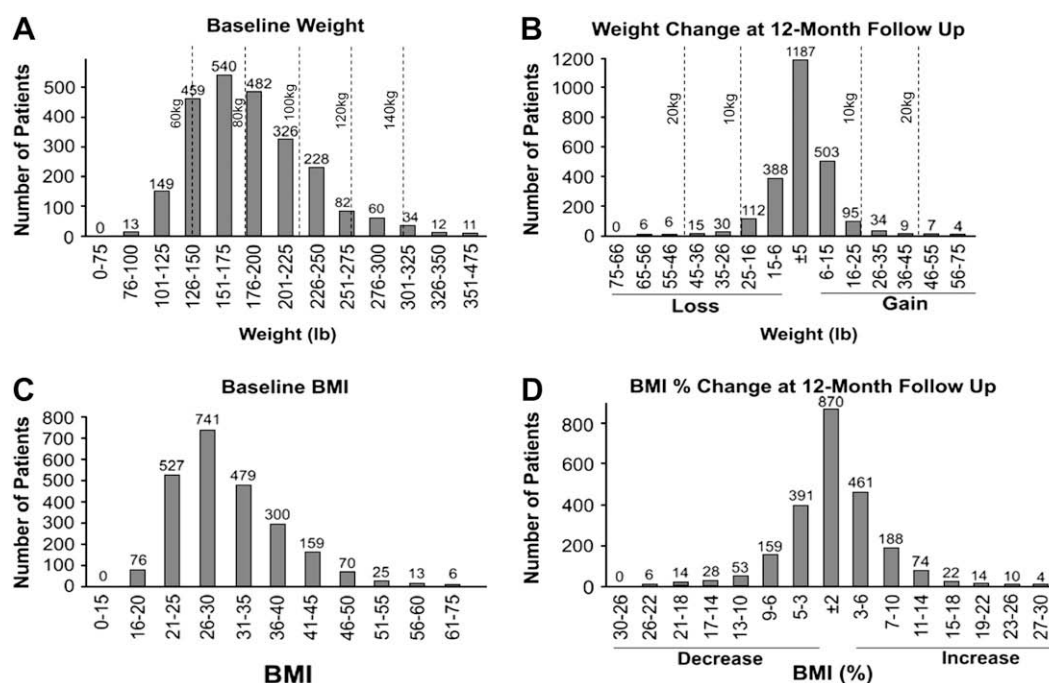 A
Baseline Weight
Number of Patients
500
400
300
200
100
0
0 13 149 459 540 482 326 228 82 60 34 12 11
60kg 80kg 100kg 120kg 140kg
0-75 76-100 101-125 126-150 151-175 176-200 201-225 226-250 251-275 276-300 301-325 326-350 351-475
Weight (lb)
B
Weight Change at 12-Month Follow Up
Number of Patients
1200
1000
800
600
400
200
0
0 6 6 15 30 112 388 1187 503 95 34 9 7 4
20kg 10kg 10kg 20kg
75-66 65-56 55-46 45-36 35-26 25-16 15-6 ±5 6-15 16-25 26-35 36-45 46-55 56-75
Loss Gain
Weight (lb)
C
Baseline BMI
Number of Patients
800
700
600
500
400
300
200
100
0
0 76 527 741 479 300 159 70 25 13 6
0-15 16-20 21-25 26-30 31-35 36-40 41-45 46-50 51-55 56-60 61-75
BMI
D
BMI % Change at 12-Month Follow Up
Number of Patients
800
600
400
200
0
0 6 14 28 53 159 391 870 461 188 74 22 14 10 4
30-26 26-22 21-18 17-14 13-10 9-6 5-3 ±2 3-6 7-10 11-14 15-18 19-22 23-26 27-30
Decrease Increase
BMI (%)